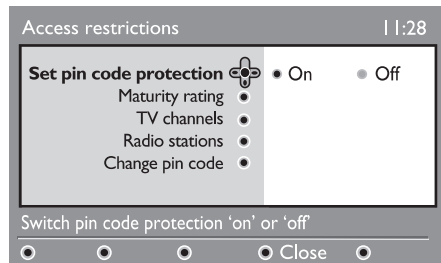 Access restrictions 11:28
Set pin code protection On Off
Maturity rating
TV channels
Radio stations
Change pin code
Switch pin code protection ‘on’ or ‘off’
Close